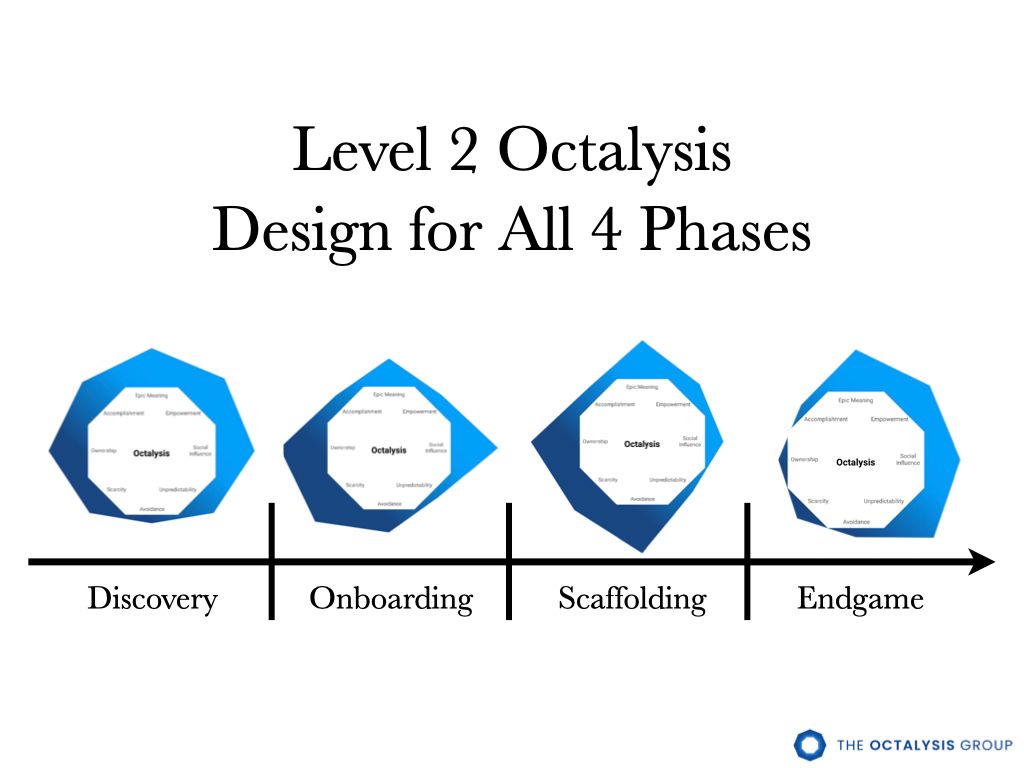 Level 2 Octalysis
Design for All 4 Phases
Epic Meaning
Accomplishment Empowerment
Ownership Octalysis Social Influence
Scarcity Unpredictability
Avoidance
Epic Meaning
Accomplishment Empowerment
Ownership Octalysis Social Influence
Scarcity Unpredictability
Avoidance
Epic Meaning
Accomplishment Empowerment
Ownership Octalysis Social Influence
Scarcity Unpredictability
Avoidance
Epic Meaning
Accomplishment Empowerment
Ownership Octalysis Social Influence
Scarcity Unpredictability
Avoidance
Discovery Onboarding Scaffolding Endgame
THE OCTALYSIS GROUP